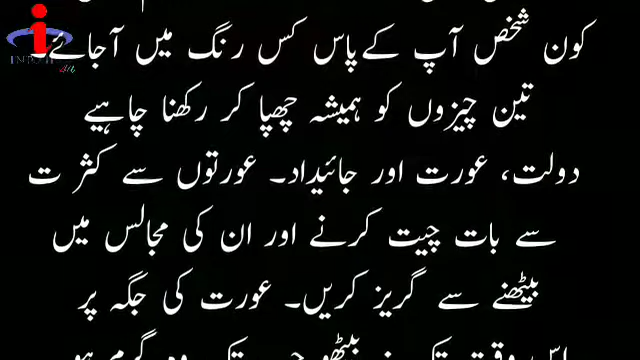 کون شخص آپ کے پاس کس رنگ میں آجائے۔
تین چیزوں کو ہمیشہ چھپا کر رکھنا چاہیے
دولت، عورت اور جائیداد۔ عورتوں سے کثرت
سے بات چیت کرنے اور ان کی مجالس میں
بیٹھنے سے گریز کریں۔ عورت کی جگہ پر